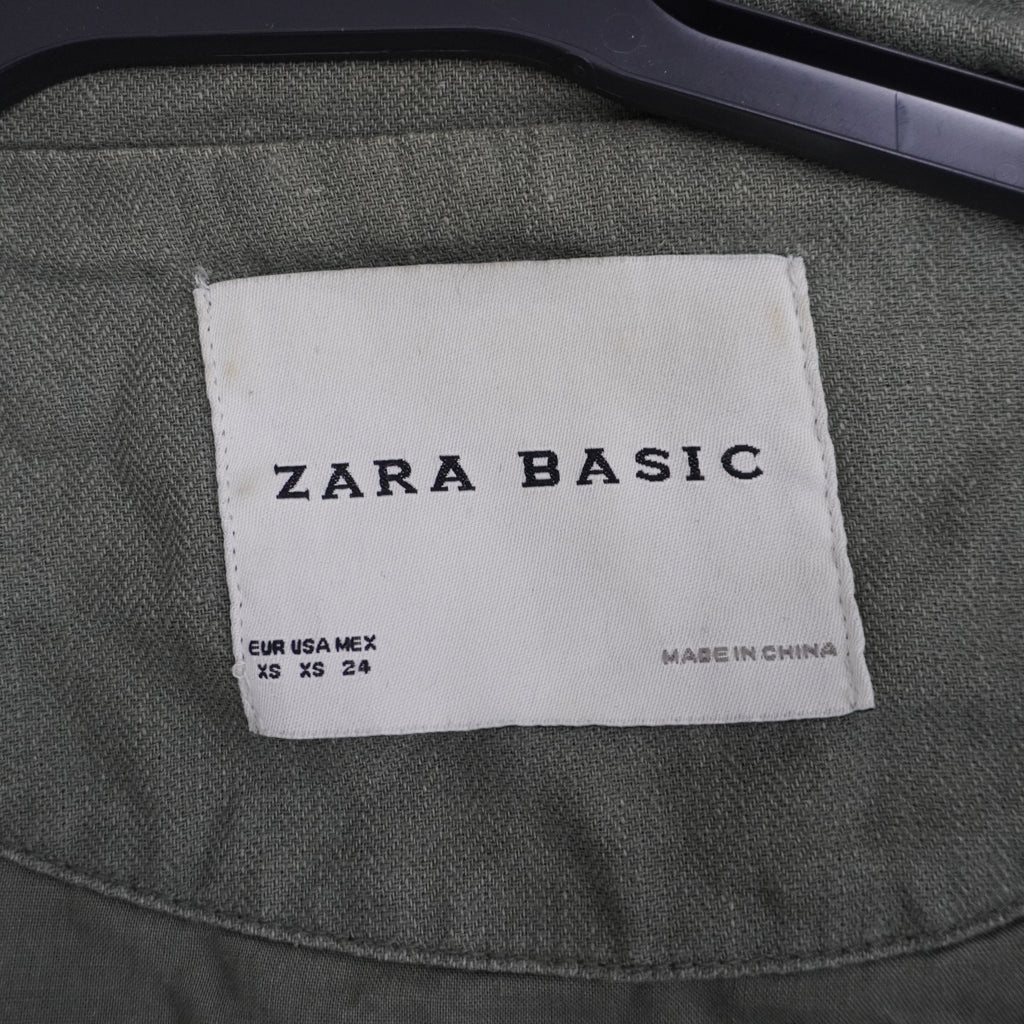 ZARA BASIC
EUR USA MEX
XS XS 24
MADE IN CHINA